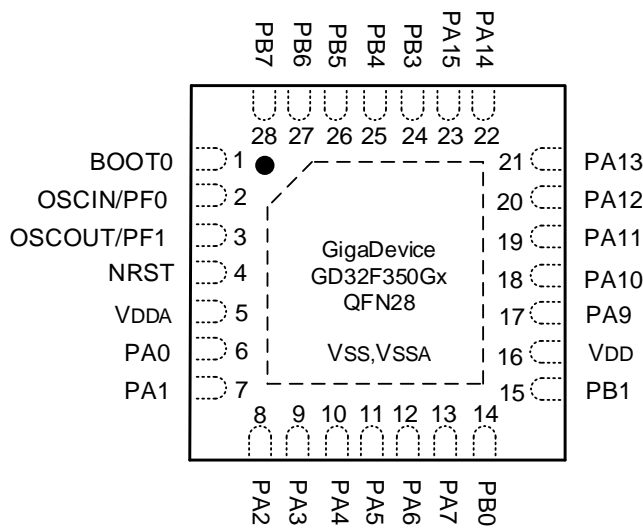 PB7 PB6 PB5 PB4 PB3 PA15 PA14
28 27 26 25 24 23 22
BOOT0 1 21 PA13
OSCIN/PF0 2 20 PA12
OSCOUT/PF1 3 19 PA11
NRST 4 18 PA10
VDDA 5 17 PA9
PA0 6 16 VDD
PA1 7 15 PB1
GigaDevice
GD32F350Gx
QFN28
VSS,VSSA
8 9 10 11 12 13 14
PA2 PA3 PA4 PA5 PA6 PA7 PB0